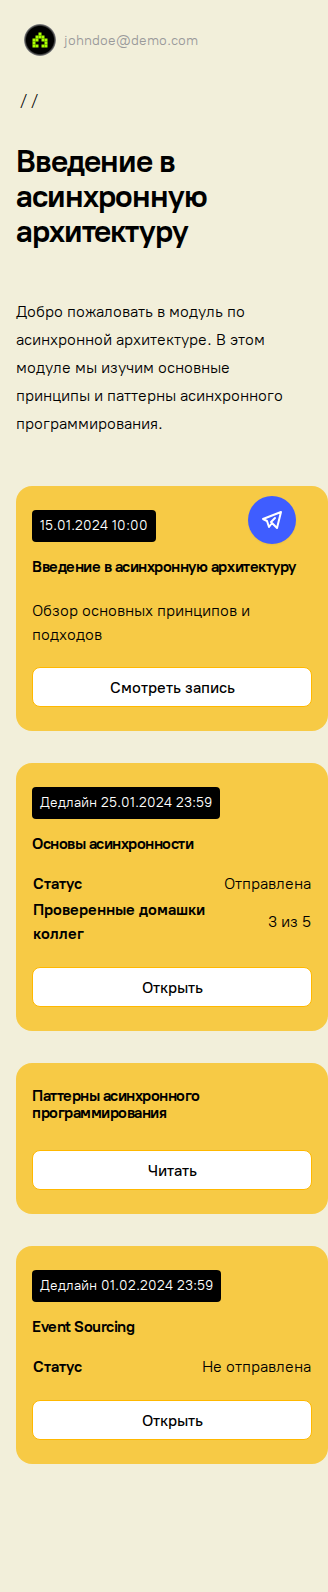 johndoe@demo.com
//
Введение в
асинхронную
архитектуру
Добро пожаловать в модуль по
асинхронной архитектуре. В этом
модуле мы изучим основные
принципы и паттерны асинхронного
программирования.
15.01.2024 10:00
Введение в асинхронную архитектуру
Обзор основных принципов и
подходов
Смотреть запись
Дедлайн 25.01.2024 23:59
Основы асинхронности
Статус Отправлена
Проверенные домашки
коллег 3 из 5
Открыть
Паттерны асинхронного
программирования
Читать
Дедлайн 01.02.2024 23:59
Event Sourcing
Статус Не отправлена
Открыть